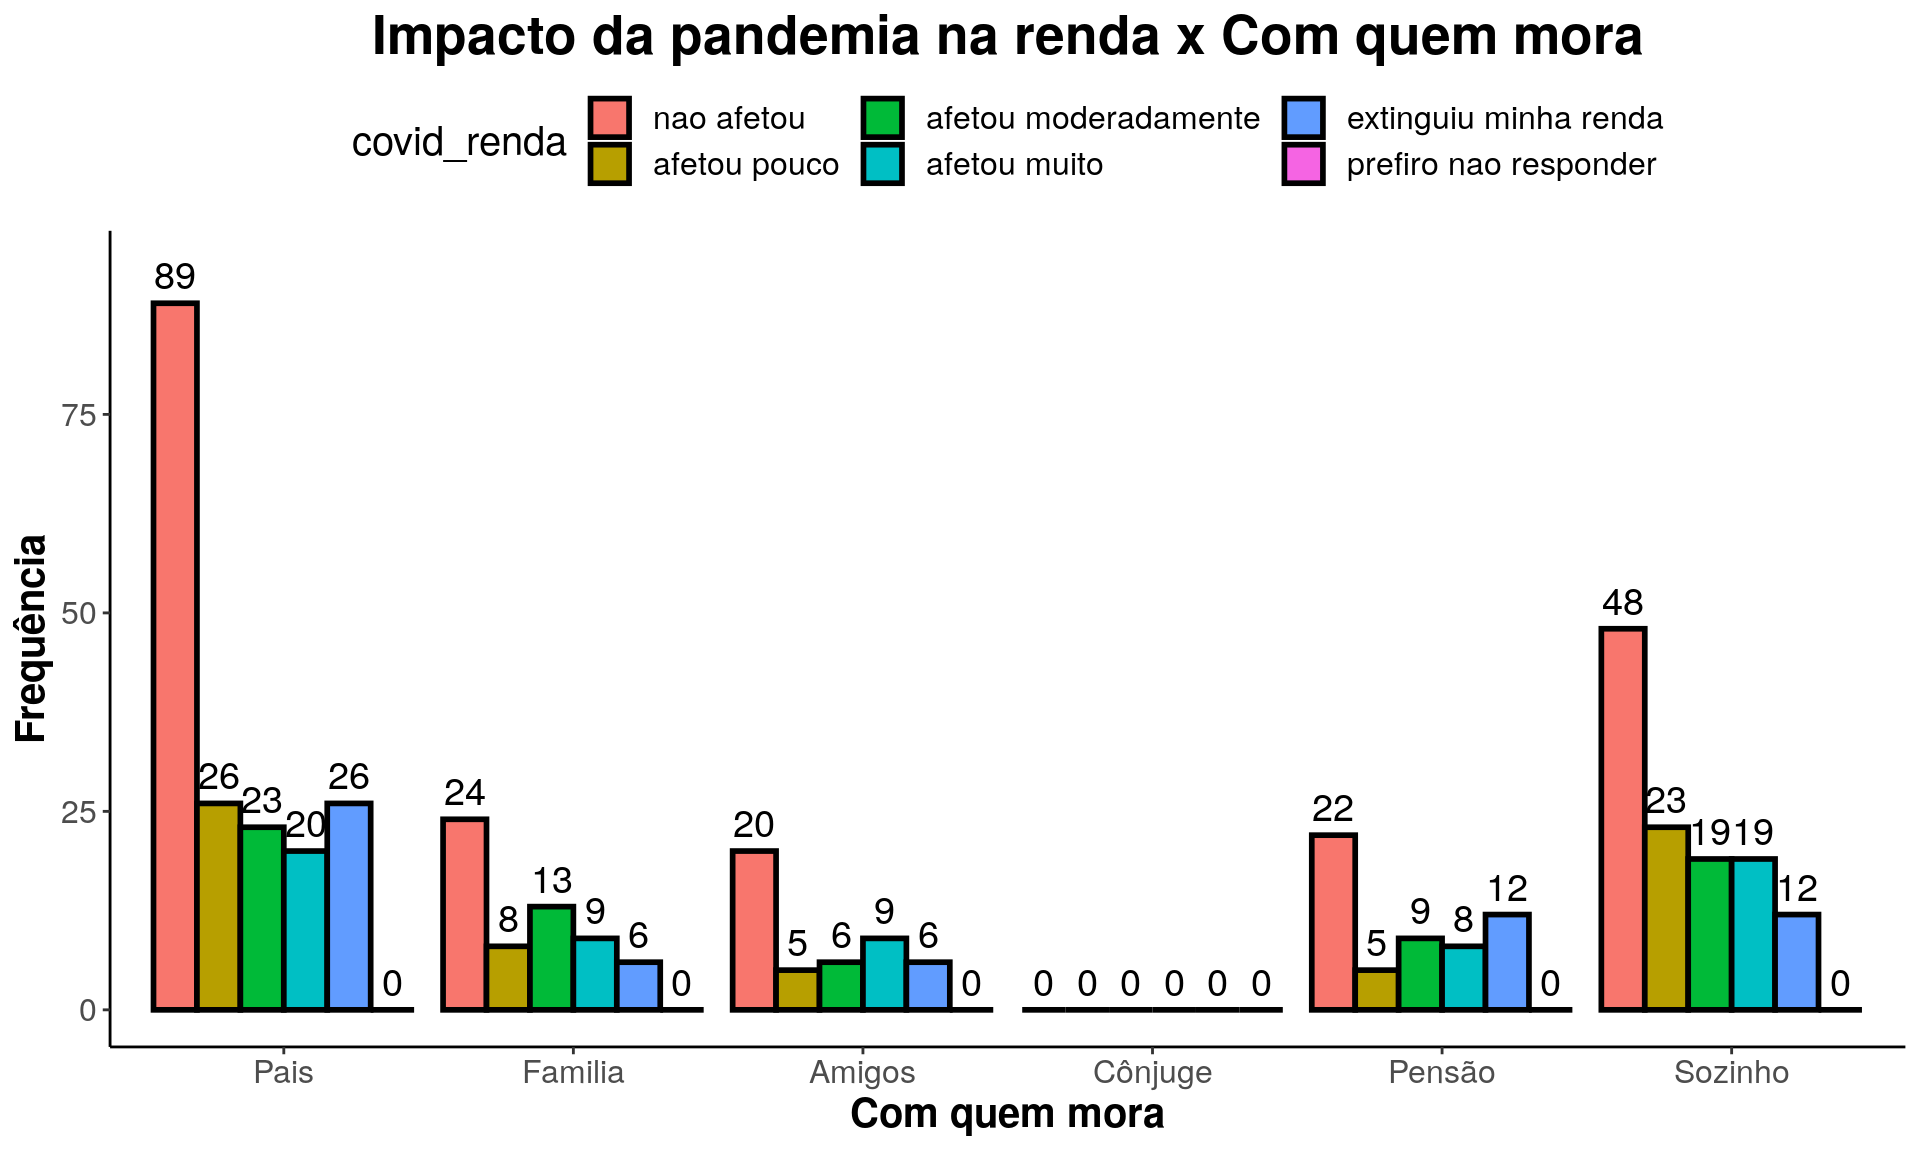 Impacto da pandemia na renda x Com quem mora
covid_renda
nao afetou
afetou moderadamente
extinguiu minha renda
afetou pouco
afetou muito
prefiro nao responder
Frequência
75
50
25
0
89
26
23
20
26
0
24
8
13
9
6
0
20
5
6
9
6
0
0
0
0
0
0
0
22
5
9
8
12
0
48
23
19
19
12
0
Pais
Familia
Amigos
Cônjuge
Pensão
Sozinho
Com quem mora